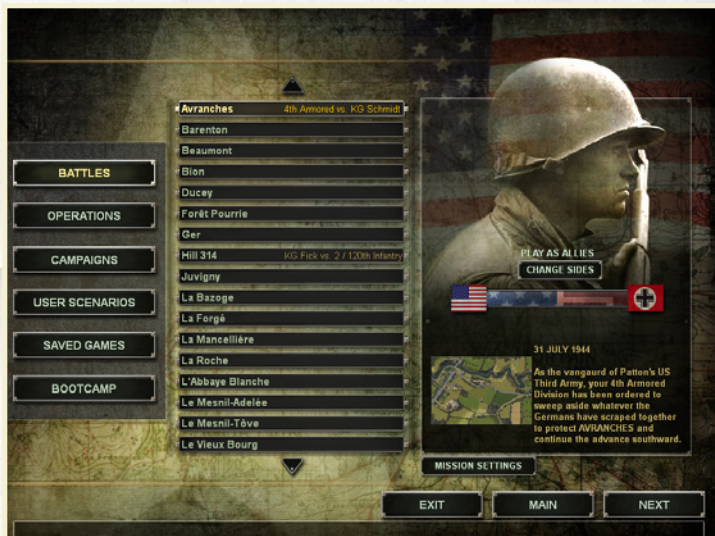 BATTLES
OPERATIONS
CAMPAIGNS
USER SCENARIOS
SAVED GAMES
BOOTCAMP
Avranches 4th Armored vs. KG Schmidt
Barenton
Beaumont
Bion
Ducey
Forêt Pourrie
Ger
Hill 314 KG Fick vs. 2 / 120th Infantry
Juvigny
La Bazoge
La Forgè
La Mancellière
La Roche
L'Abbaye Blanche
Le Mesnil-Adelée
Le Mesnil-Tôve
Le Vieux Bourg
PLAY AS ALLIES
CHANGE SIDES
31 JULY 1944
As the vangaurd of Patton's US
Third Army, your 4th Armored
Division has been ordered to
sweep aside whatever the
Germans have scraped together
to protect AVRANCHES and
continue the advance southward.
MISSION SETTINGS
EXIT
MAIN
NEXT